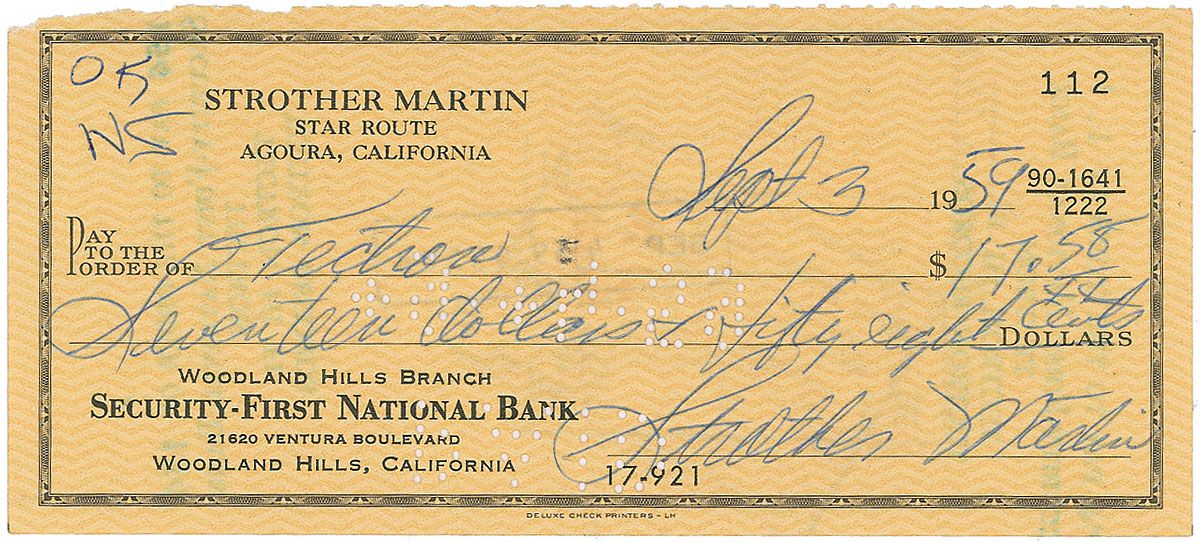 OK
NS
STROTHER MARTIN
STAR ROUTE
AGOURA, CALIFORNIA
112
Sept 3 1959
90-1641
1222
PAY TO THE ORDER OF
$17.58
Seventeen dollars & fifty eight cents DOLLARS
WOODLAND HILLS BRANCH
SECURITY-FIRST NATIONAL BANK
21620 VENTURA BOULEVARD
WOODLAND HILLS, CALIFORNIA
Strother Martin
17-921
DELUXE CHECK PRINTERS - LH